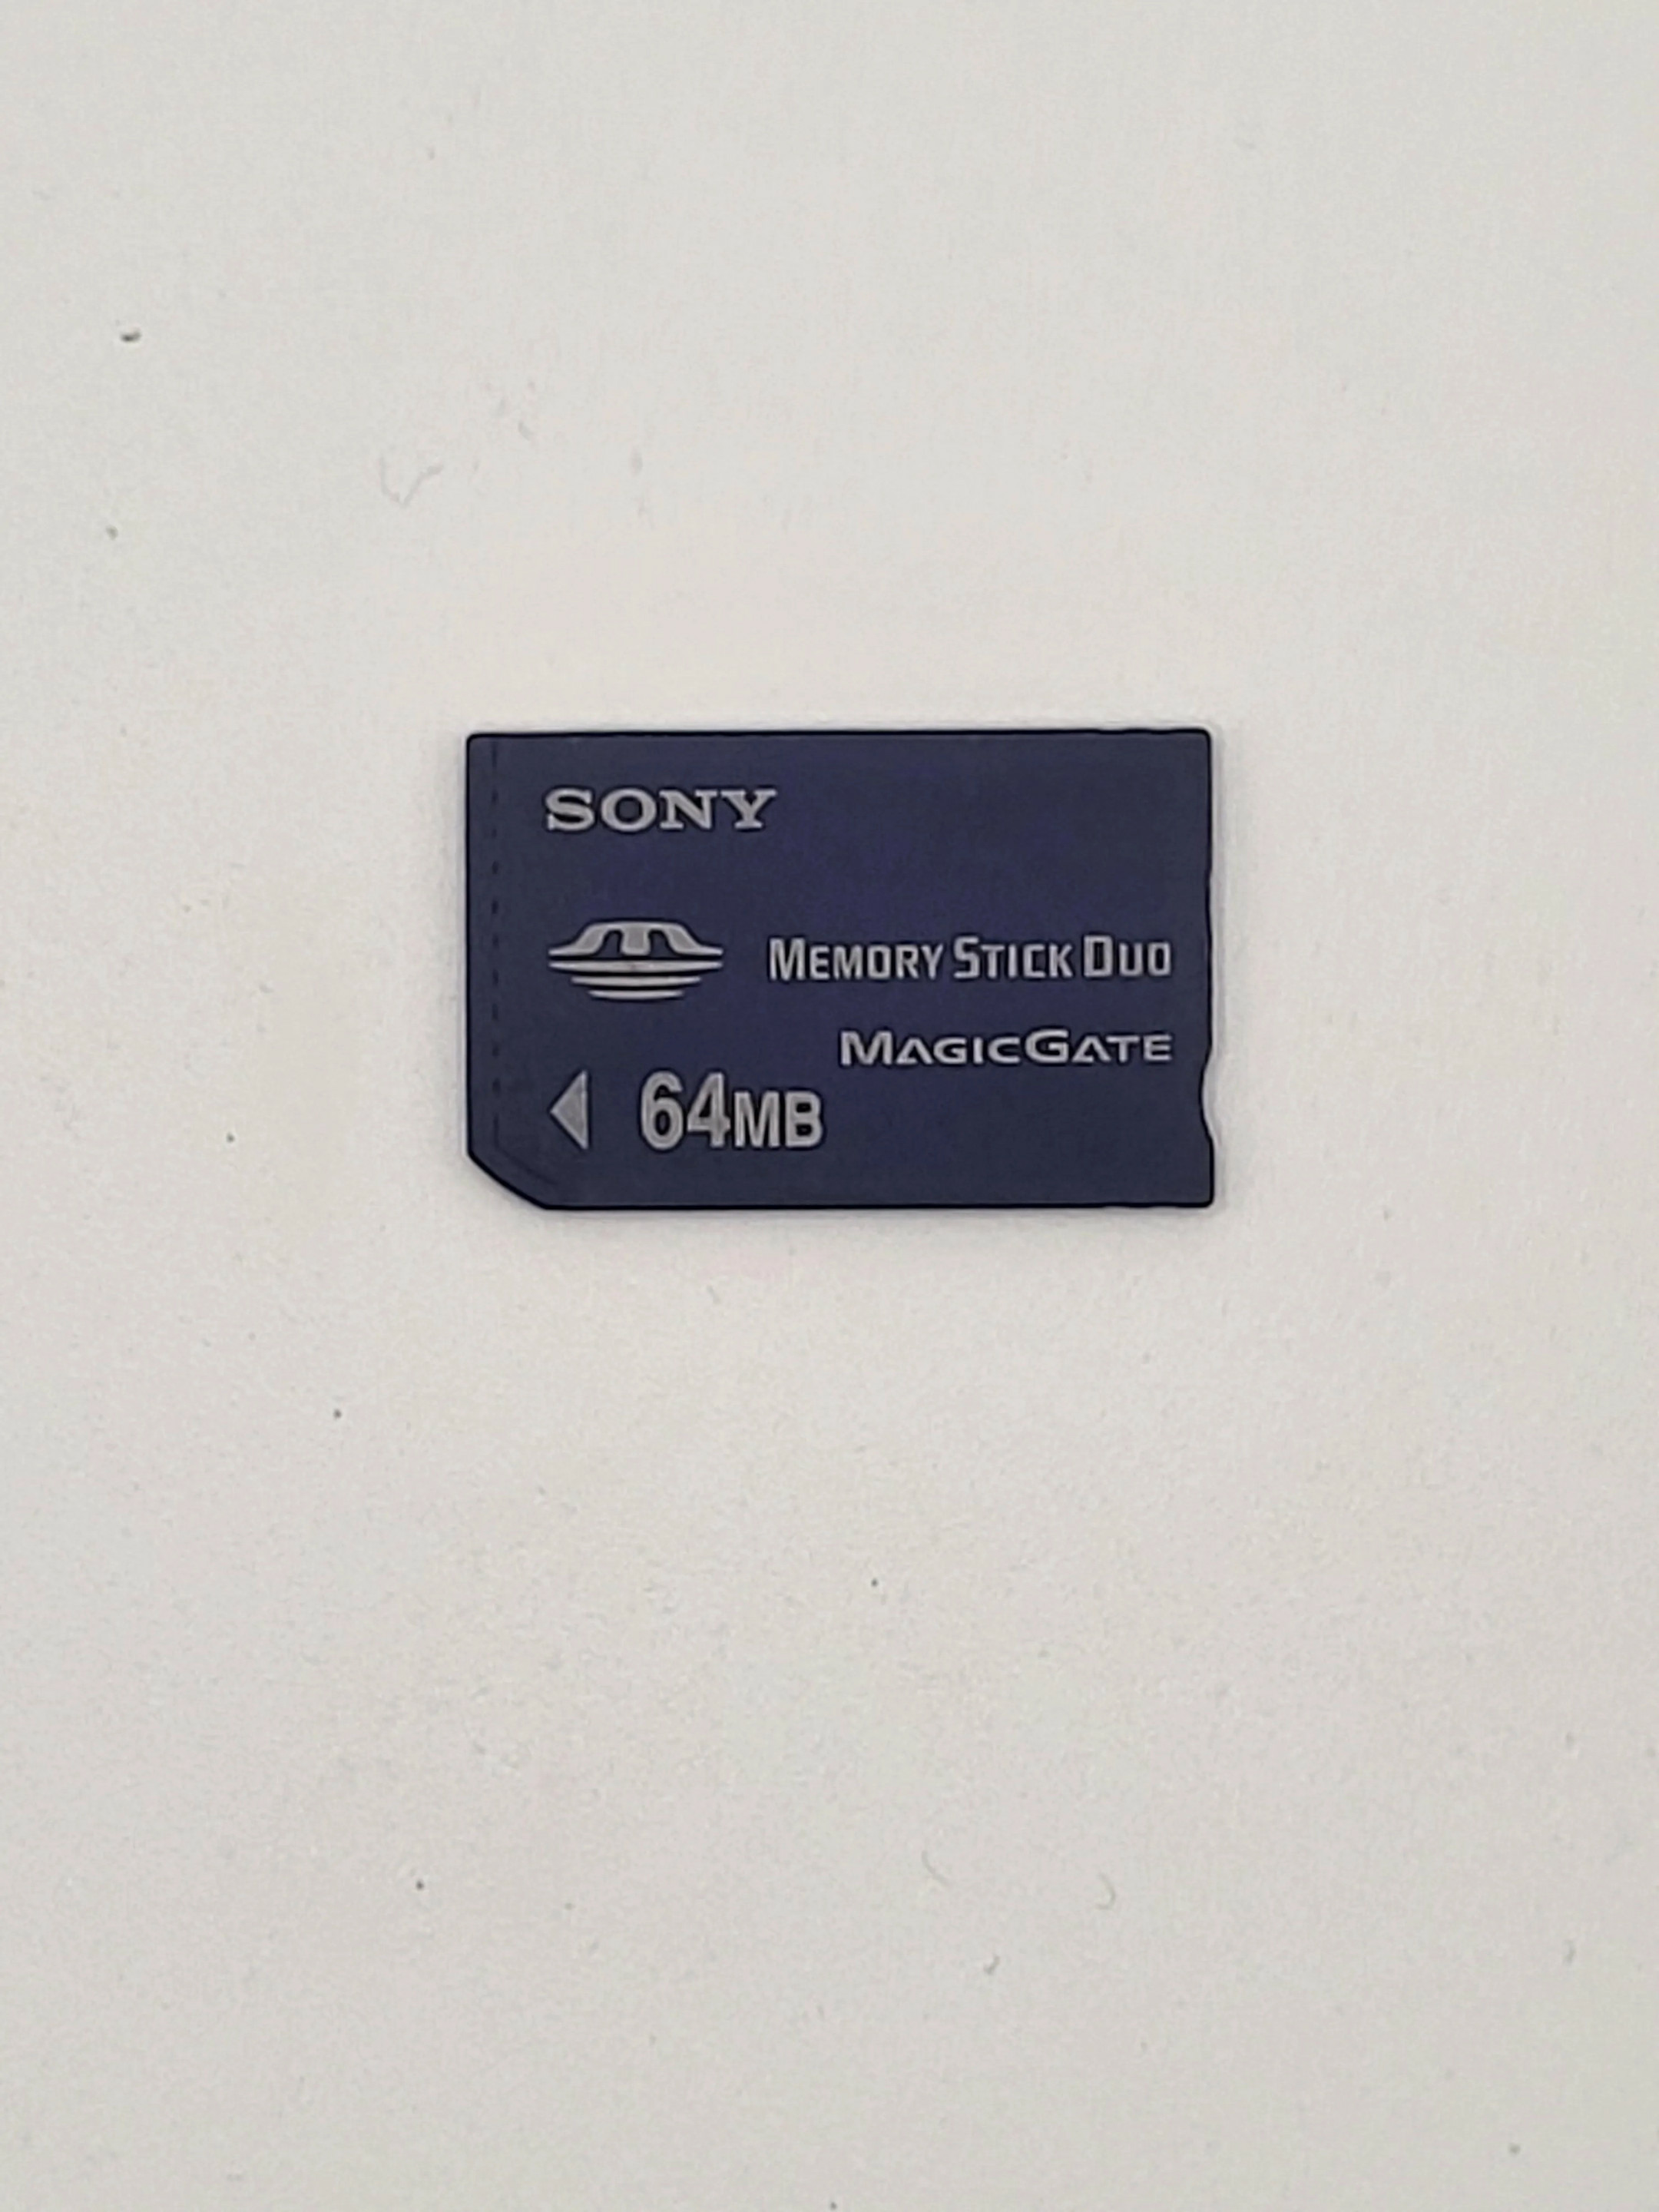 SONY
MEMORY STICK DUO
MAGICGATE
64MB